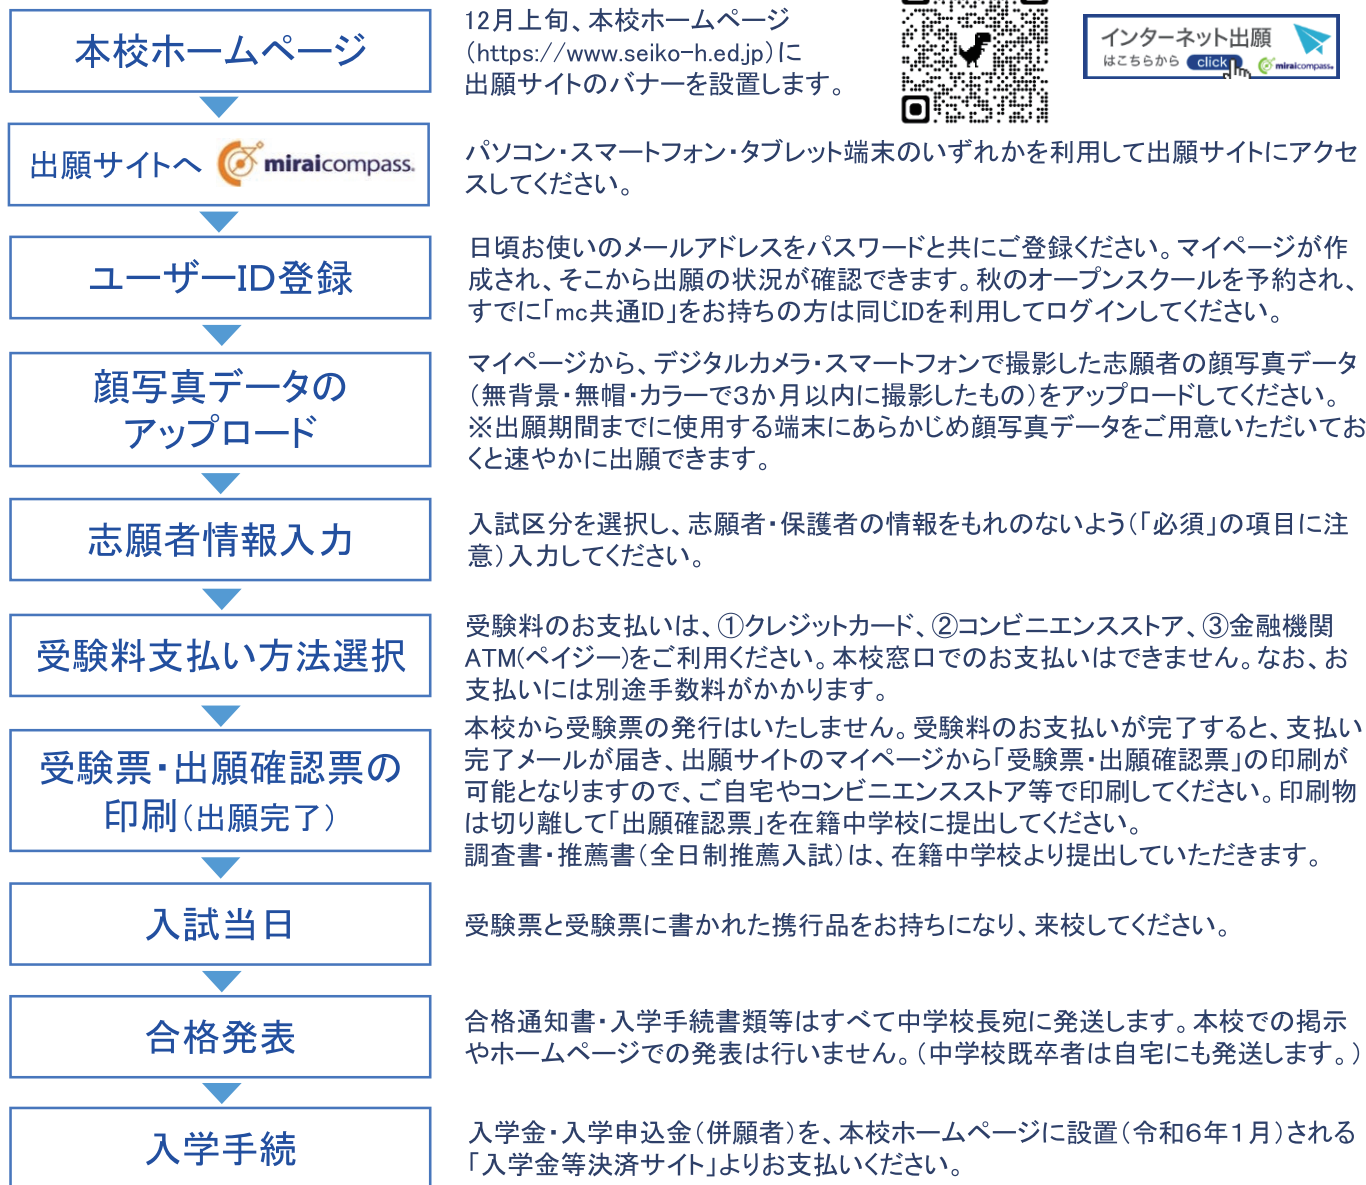 本校ホームページ
12月上旬、本校ホームページ
(https://www.seiko-h.ed.jp)に
出願サイトのバナーを設置します。
インターネット出願
はこちらから click
miraicompass.
出願サイトへ miraicompass.
パソコン・スマートフォン・タブレット端末のいずれかを利用して出願サイトにアクセ
スしてください。
ユーザーID登録
日頃お使いのメールアドレスをパスワードと共にご登録ください。マイページが作
成され、そこから出願の状況が確認できます。秋のオープンスクールを予約され、
すでに「mc共通ID」をお持ちの方は同じIDを利用してログインしてください。
顔写真データの
アップロード
マイページから、デジタルカメラ・スマートフォンで撮影した志願者の顔写真データ
(無背景・無帽・カラーで3か月以内に撮影したもの)をアップロードしてください。
※出願期間までに使用する端末にあらかじめ顔写真データをご用意いただいてお
くと速やかに出願できます。
志願者情報入力
入試区分を選択し、志願者・保護者の情報をもれのないよう(「必須」の項目に注
意)入力してください。
受験料支払い方法選択
受験料のお支払いは、①クレジットカード、②コンビニエンスストア、③金融機関
ATM(ペイジー)をご利用ください。本校窓口でのお支払いはできません。なお、お
支払いには別途手数料がかかります。
受験票・出願確認票の
印刷(出願完了)
本校から受験票の発行はいたしません。受験料のお支払いが完了すると、支払い
完了メールが届き、出願サイトのマイページから「受験票・出願確認票」の印刷が
可能となりますので、ご自宅やコンビニエンスストア等で印刷してください。印刷物
は切り離して「出願確認票」を在籍中学校に提出してください。
調査書・推薦書(全日制推薦入試)は、在籍中学校より提出していただきます。
入試当日
受験票と受験票に書かれた携行品をお持ちになり、来校してください。
合格発表
合格通知書・入学手続書類等はすべて中学校長宛に発送します。本校での掲示
やホームページでの発表は行いません。(中学校既卒者は自宅にも発送します。)
入学手続
入学金・入学申込金(併願者)を、本校ホームページに設置(令和6年1月)される
「入学金等決済サイト」よりお支払いください。